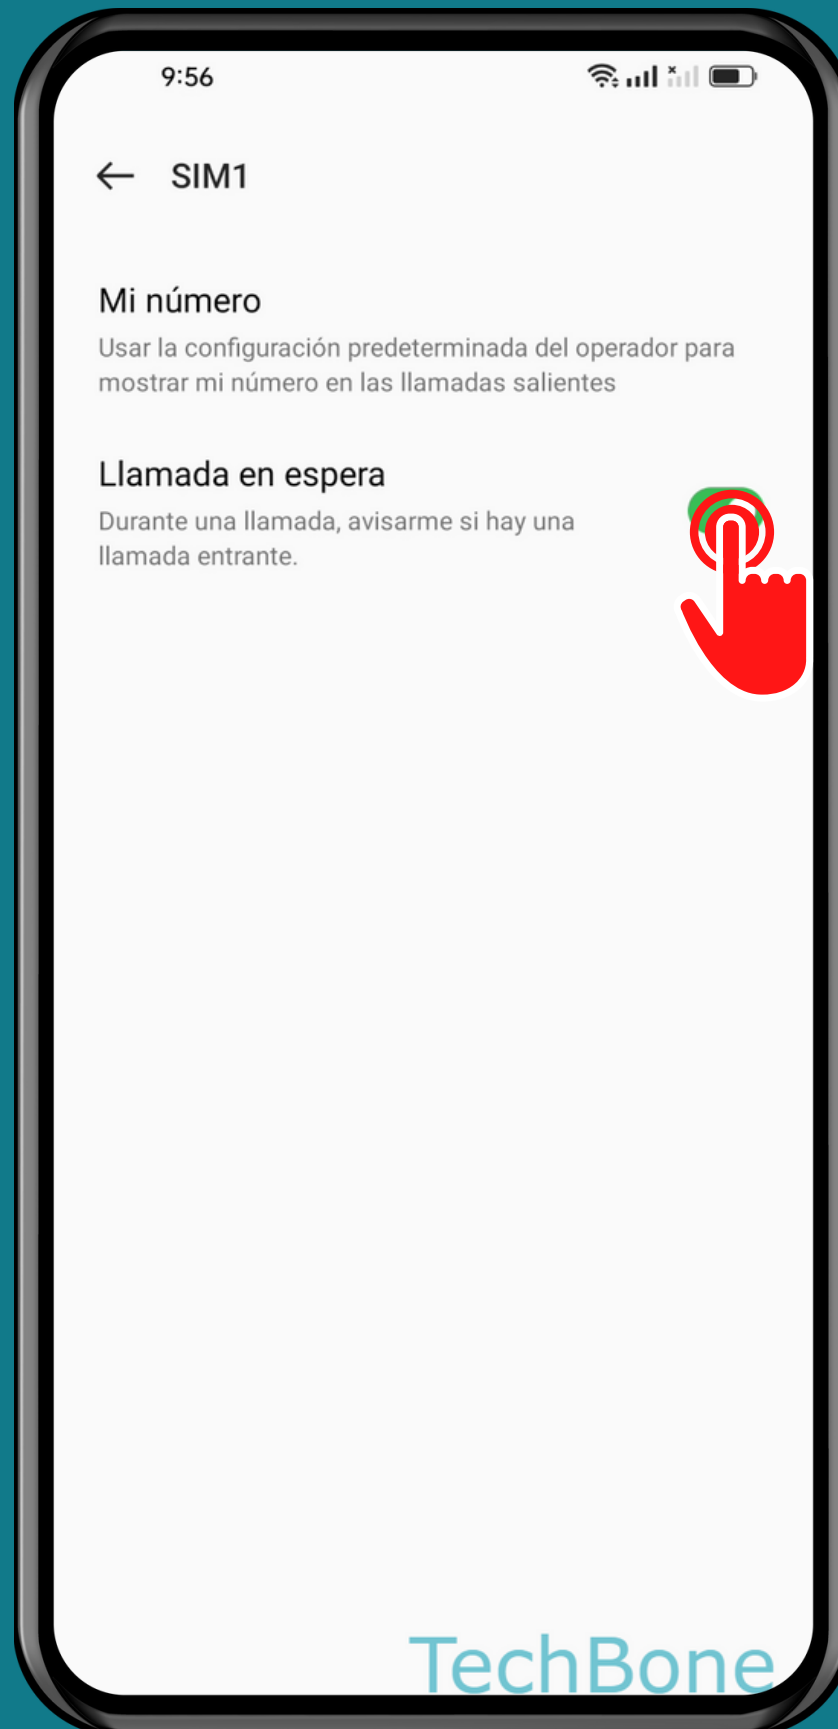 9:56
SIM1
Mi número
Usar la configuración predeterminada del operador para
mostrar mi número en las llamadas salientes
Llamada en espera
Durante una llamada, avisarme si hay una
llamada entrante.
TechBone